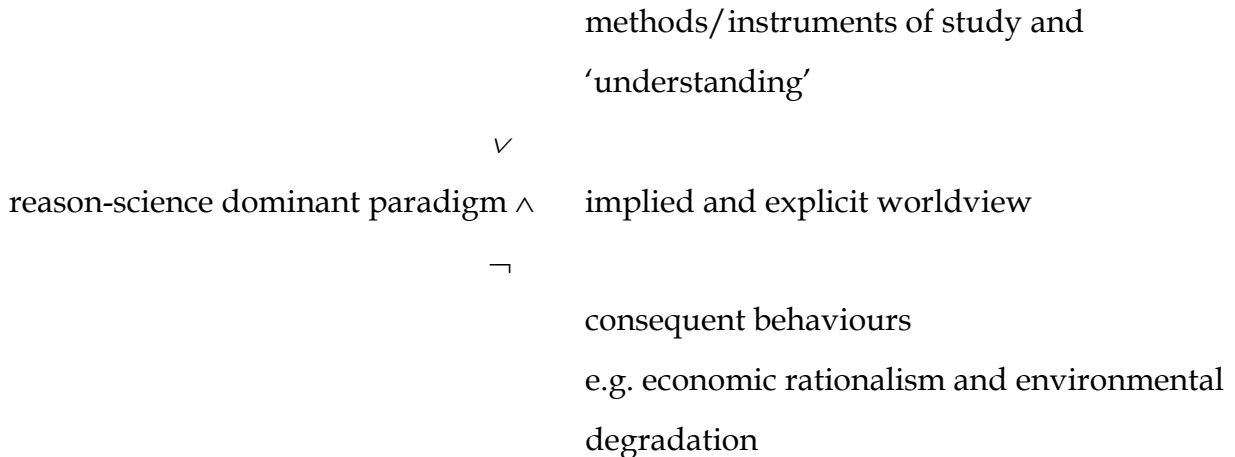 methods/instruments of study and
‘understanding’
∨
reason-science dominant paradigm ∧ implied and explicit worldview
¬
consequent behaviours
e.g. economic rationalism and environmental
degradation